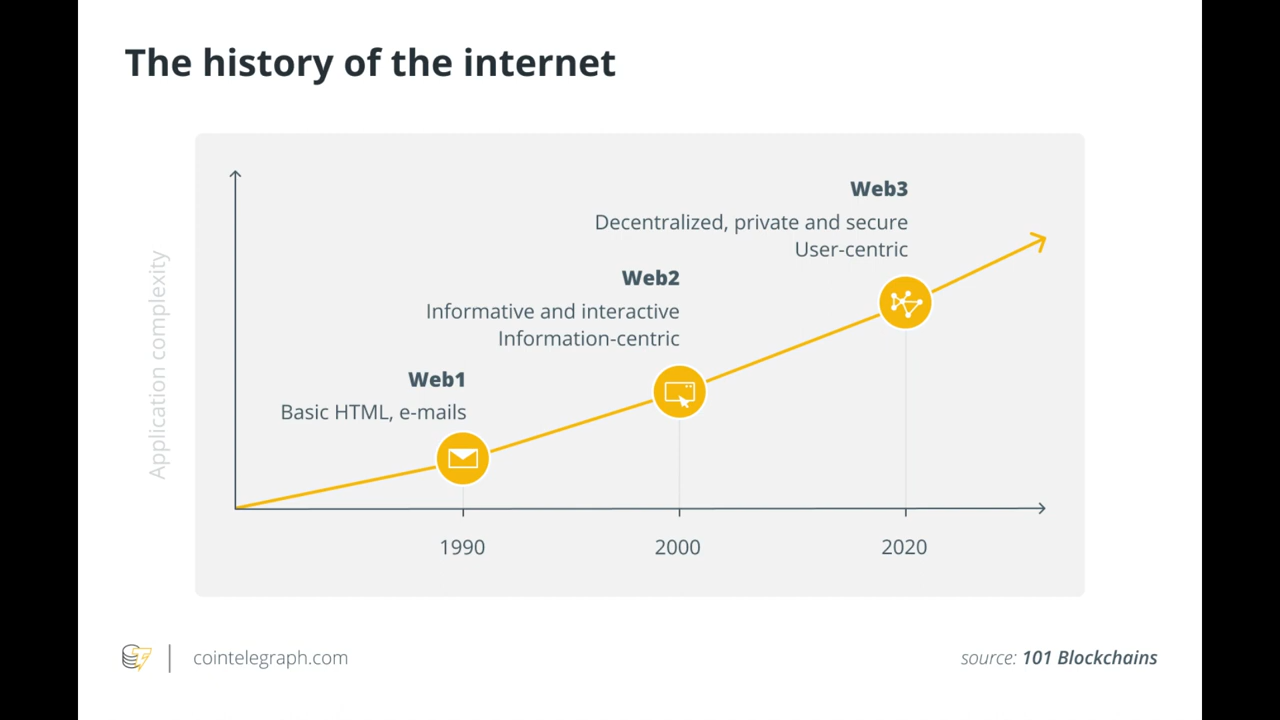 The history of the internet
Application complexity
Web3
Decentralized, private and secure
User-centric
Web2
Informative and interactive
Information-centric
Web1
Basic HTML, e-mails
1990
2000
2020
cointelegraph.com
source: 101 Blockchains